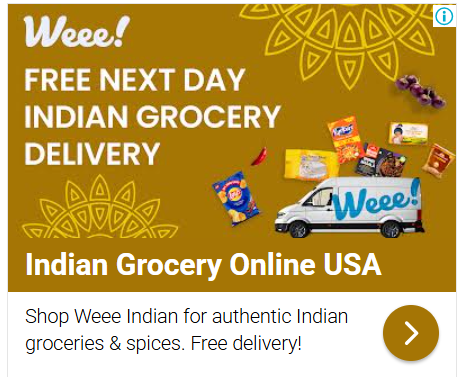 Weee!
FREE NEXT DAY
INDIAN GROCERY
DELIVERY
Weee!
Indian Grocery Online USA
Shop Weee Indian for authentic Indian
groceries & spices. Free delivery!